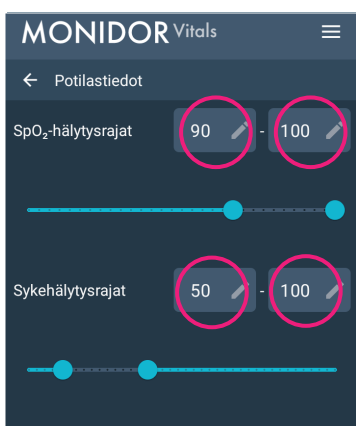 MONIDOR Vitals
Potilastiedot
SpO₂-hälytysrajat 90 - 100
Sykehälytysrajat 50 - 100